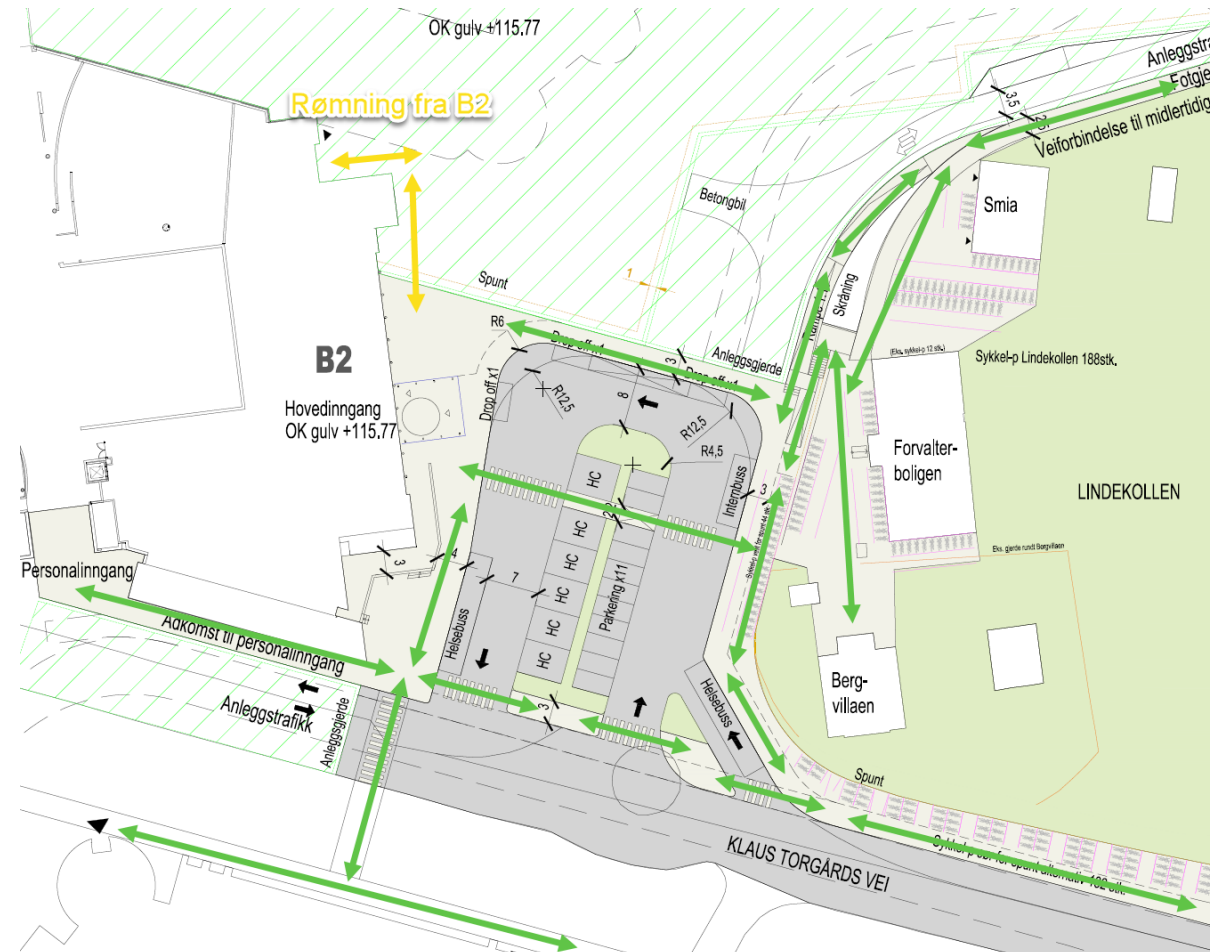 OK gulv +115.77
Anleggstra
Fotgje
Rømning fra B2
3,5
Veiforbindelse til midlertidig
Betongbil
Smia
Spunt
1
Skråning
R6
Drop off x1
3
Anleggsgjerde
(Eks. sykkel-p 12 stk.)
Sykkel-p Lindekollen 188stk.
B2
Drop off x1
Drop off x1
R12,5
8
Hovedinngang
OK gulv +115.77
R12,5
R4,5
Forvalter-
boligen
HC
Internbuss
3
LINDEKOLLEN
HC
Eks. gjerde rundt Bergvillaen
3
4
7
HC
Personalinngang
Parkering x11
HC
Helsebuss
HC
HC
Adkomst til personalinngang
Berg-
villaen
Helsebuss
3
Anleggstrafikk
Anleggsgjerde
Spunt
KLAUS TORGÅRDS VEI